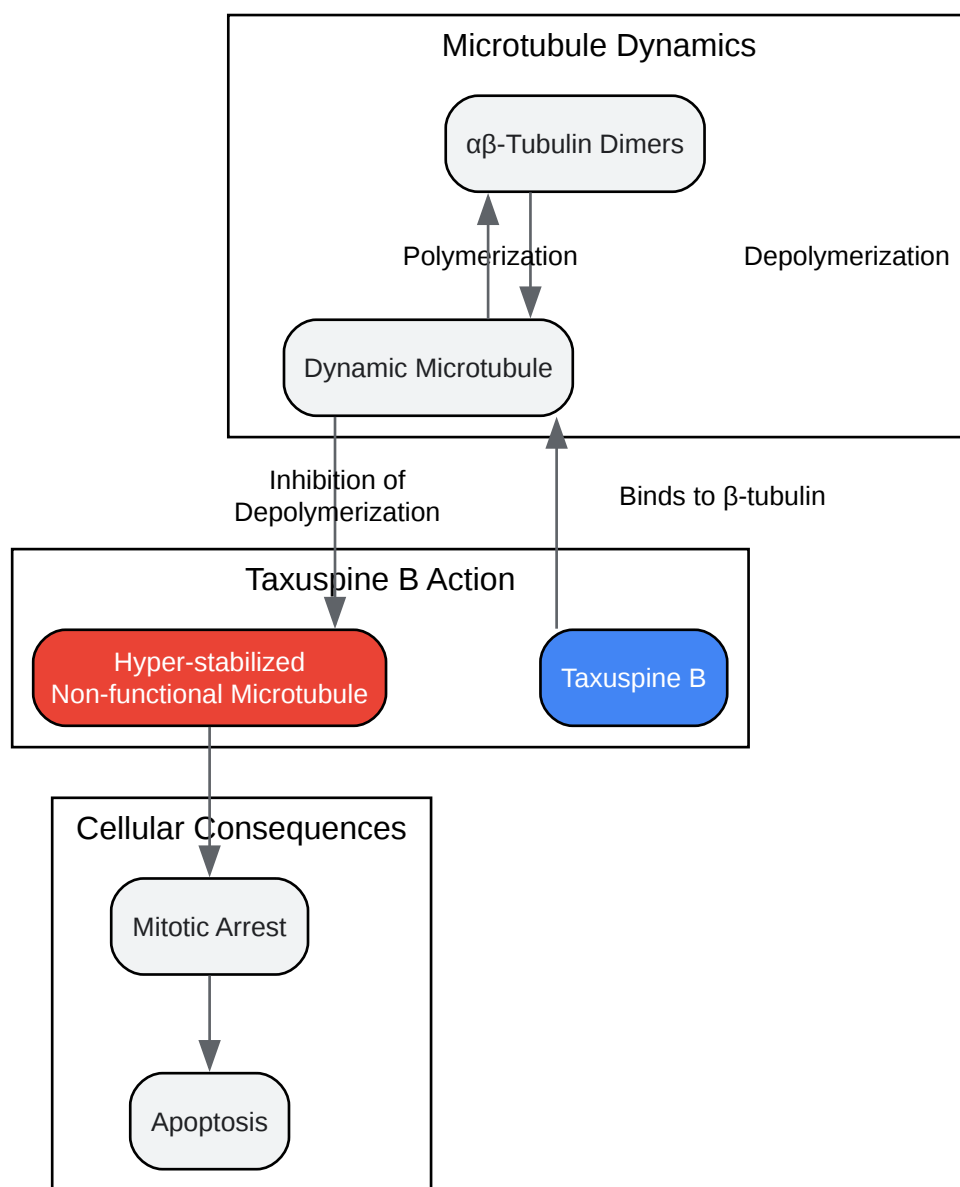 Microtubule Dynamics
αβ-Tubulin Dimers
Polymerization
Depolymerization
Dynamic Microtubule
Inhibition of
Depolymerization
Binds to β-tubulin
Taxuspine B Action
Hyper-stabilized
Non-functional Microtubule
Taxuspine B
Cellular Consequences
Mitotic Arrest
Apoptosis